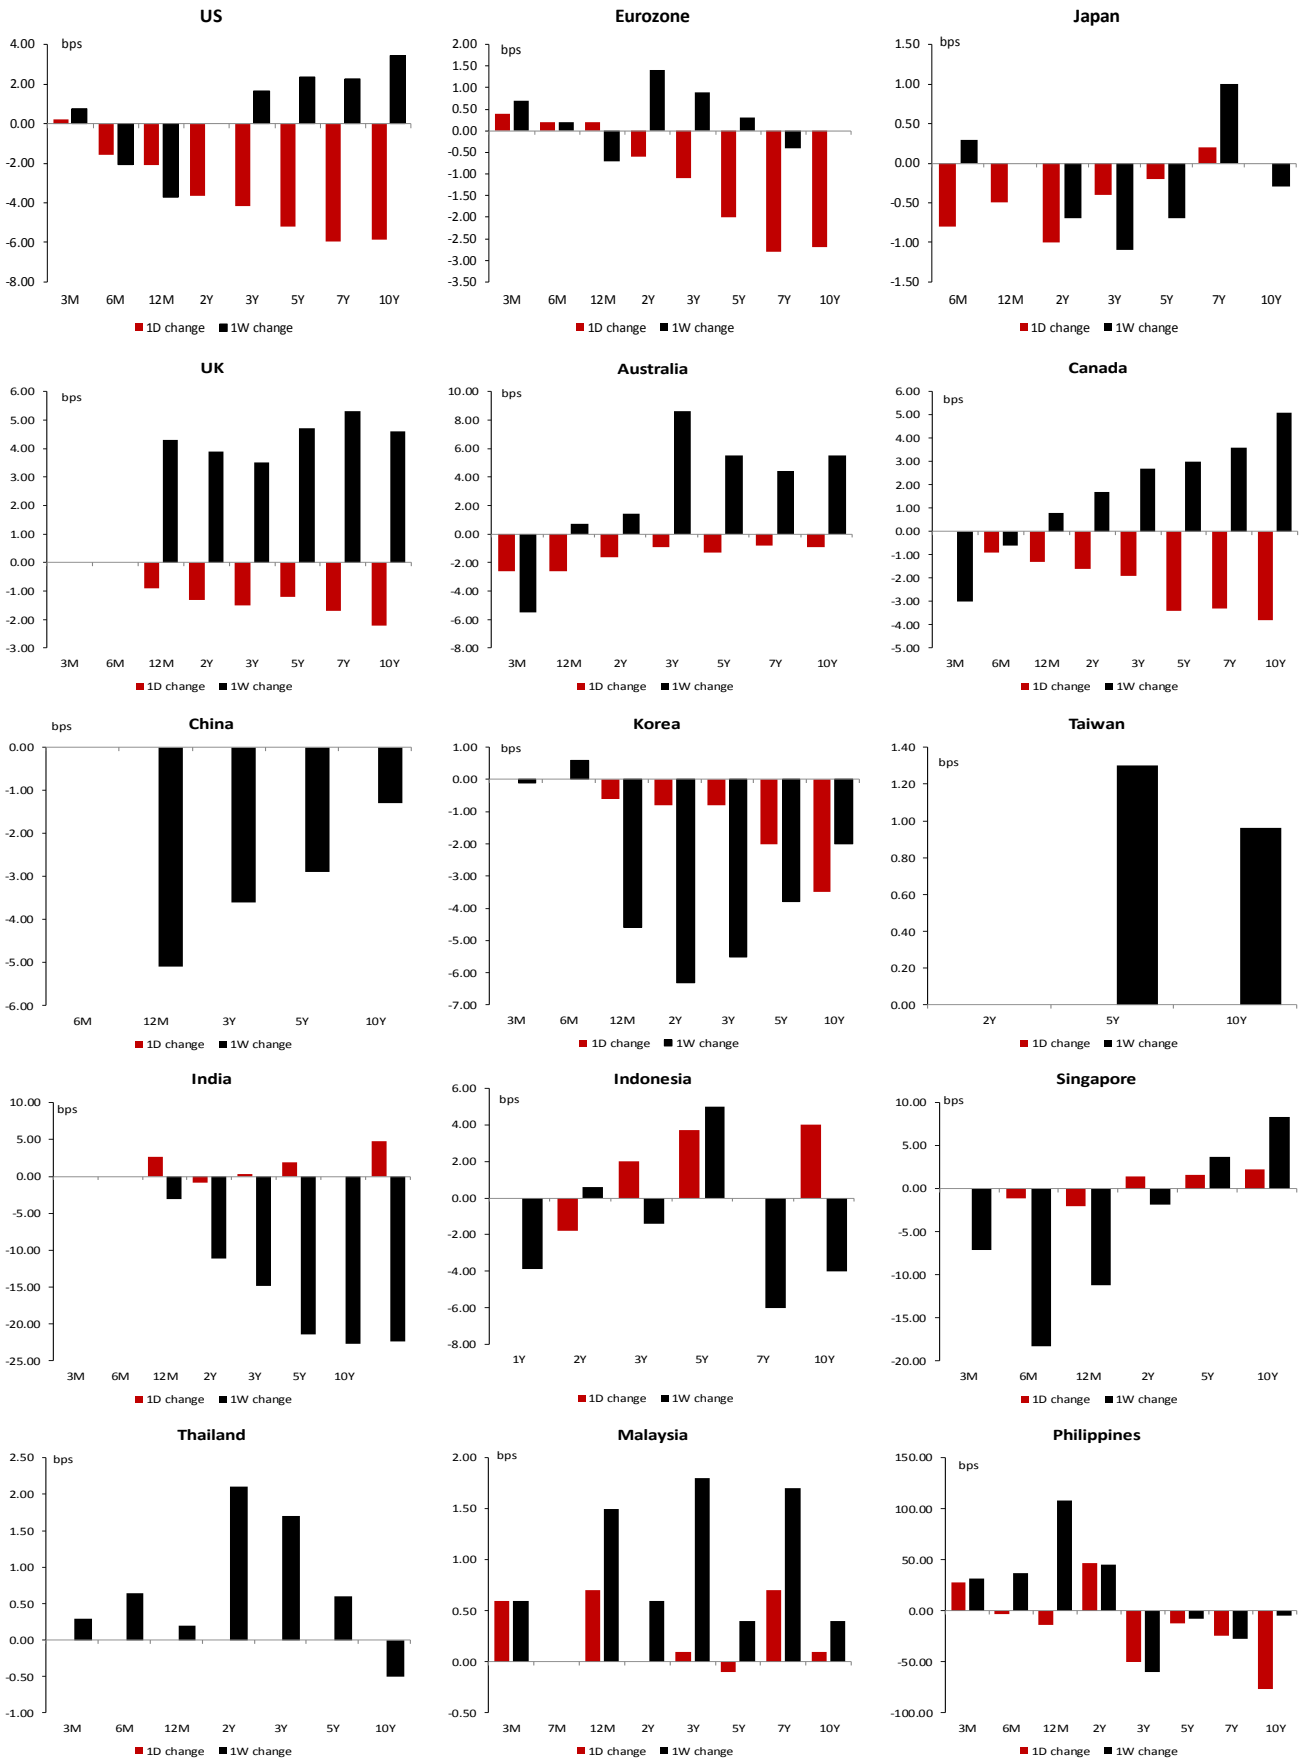 US
bps
4.00
2.00
0.00
-2.00
-4.00
-6.00
-8.00
3M 6M 12M 2Y 3Y 5Y 7Y 10Y
1D change 1W change
Eurozone
bps
2.00
1.50
1.00
0.50
0.00
-0.50
-1.00
-1.50
-2.00
-2.50
-3.00
-3.50
3M 6M 12M 2Y 3Y 5Y 7Y 10Y
1D change 1W change
Japan
bps
1.50
1.00
0.50
0.00
-0.50
-1.00
-1.50
6M 12M 2Y 3Y 5Y 7Y 10Y
1D change 1W change
UK
bps
6.00
5.00
4.00
3.00
2.00
1.00
0.00
-1.00
-2.00
-3.00
3M 6M 12M 2Y 3Y 5Y 7Y 10Y
1D change 1W change
Australia
bps
10.00
8.00
6.00
4.00
2.00
0.00
-2.00
-4.00
-6.00
-8.00
3M 12M 2Y 3Y 5Y 7Y 10Y
1D change 1W change
Canada
bps
6.00
5.00
4.00
3.00
2.00
1.00
0.00
-1.00
-2.00
-3.00
-4.00
-5.00
3M 6M 12M 2Y 3Y 5Y 7Y 10Y
1D change 1W change
China
bps
0.00
-1.00
-2.00
-3.00
-4.00
-5.00
-6.00
6M 12M 3Y 5Y 10Y
1D change 1W change
Korea
bps
1.00
0.00
-1.00
-2.00
-3.00
-4.00
-5.00
-6.00
-7.00
3M 6M 12M 2Y 3Y 5Y 10Y
1D change 1W change
Taiwan
bps
1.40
1.20
1.00
0.80
0.60
0.40
0.20
0.00
2Y 5Y 10Y
1D change 1W change
India
bps
10.00
5.00
0.00
-5.00
-10.00
-15.00
-20.00
-25.00
3M 6M 12M 2Y 3Y 5Y 10Y
1D change 1W change
Indonesia
bps
6.00
4.00
2.00
0.00
-2.00
-4.00
-6.00
-8.00
1Y 2Y 3Y 5Y 7Y 10Y
1D change 1W change
Singapore
bps
10.00
5.00
0.00
-5.00
-10.00
-15.00
-20.00
3M 6M 12M 2Y 5Y 10Y
1D change 1W change
Thailand
bps
2.50
2.00
1.50
1.00
0.50
0.00
-0.50
-1.00
3M 6M 12M 2Y 3Y 5Y 10Y
1D change 1W change
Malaysia
bps
2.00
1.50
1.00
0.50
0.00
-0.50
3M 7M 12M 2Y 3Y 5Y 7Y 10Y
1D change 1W change
Philippines
bps
150.00
100.00
50.00
0.00
-50.00
-100.00
3M 6M 12M 2Y 3Y 5Y 7Y 10Y
1D change 1W change